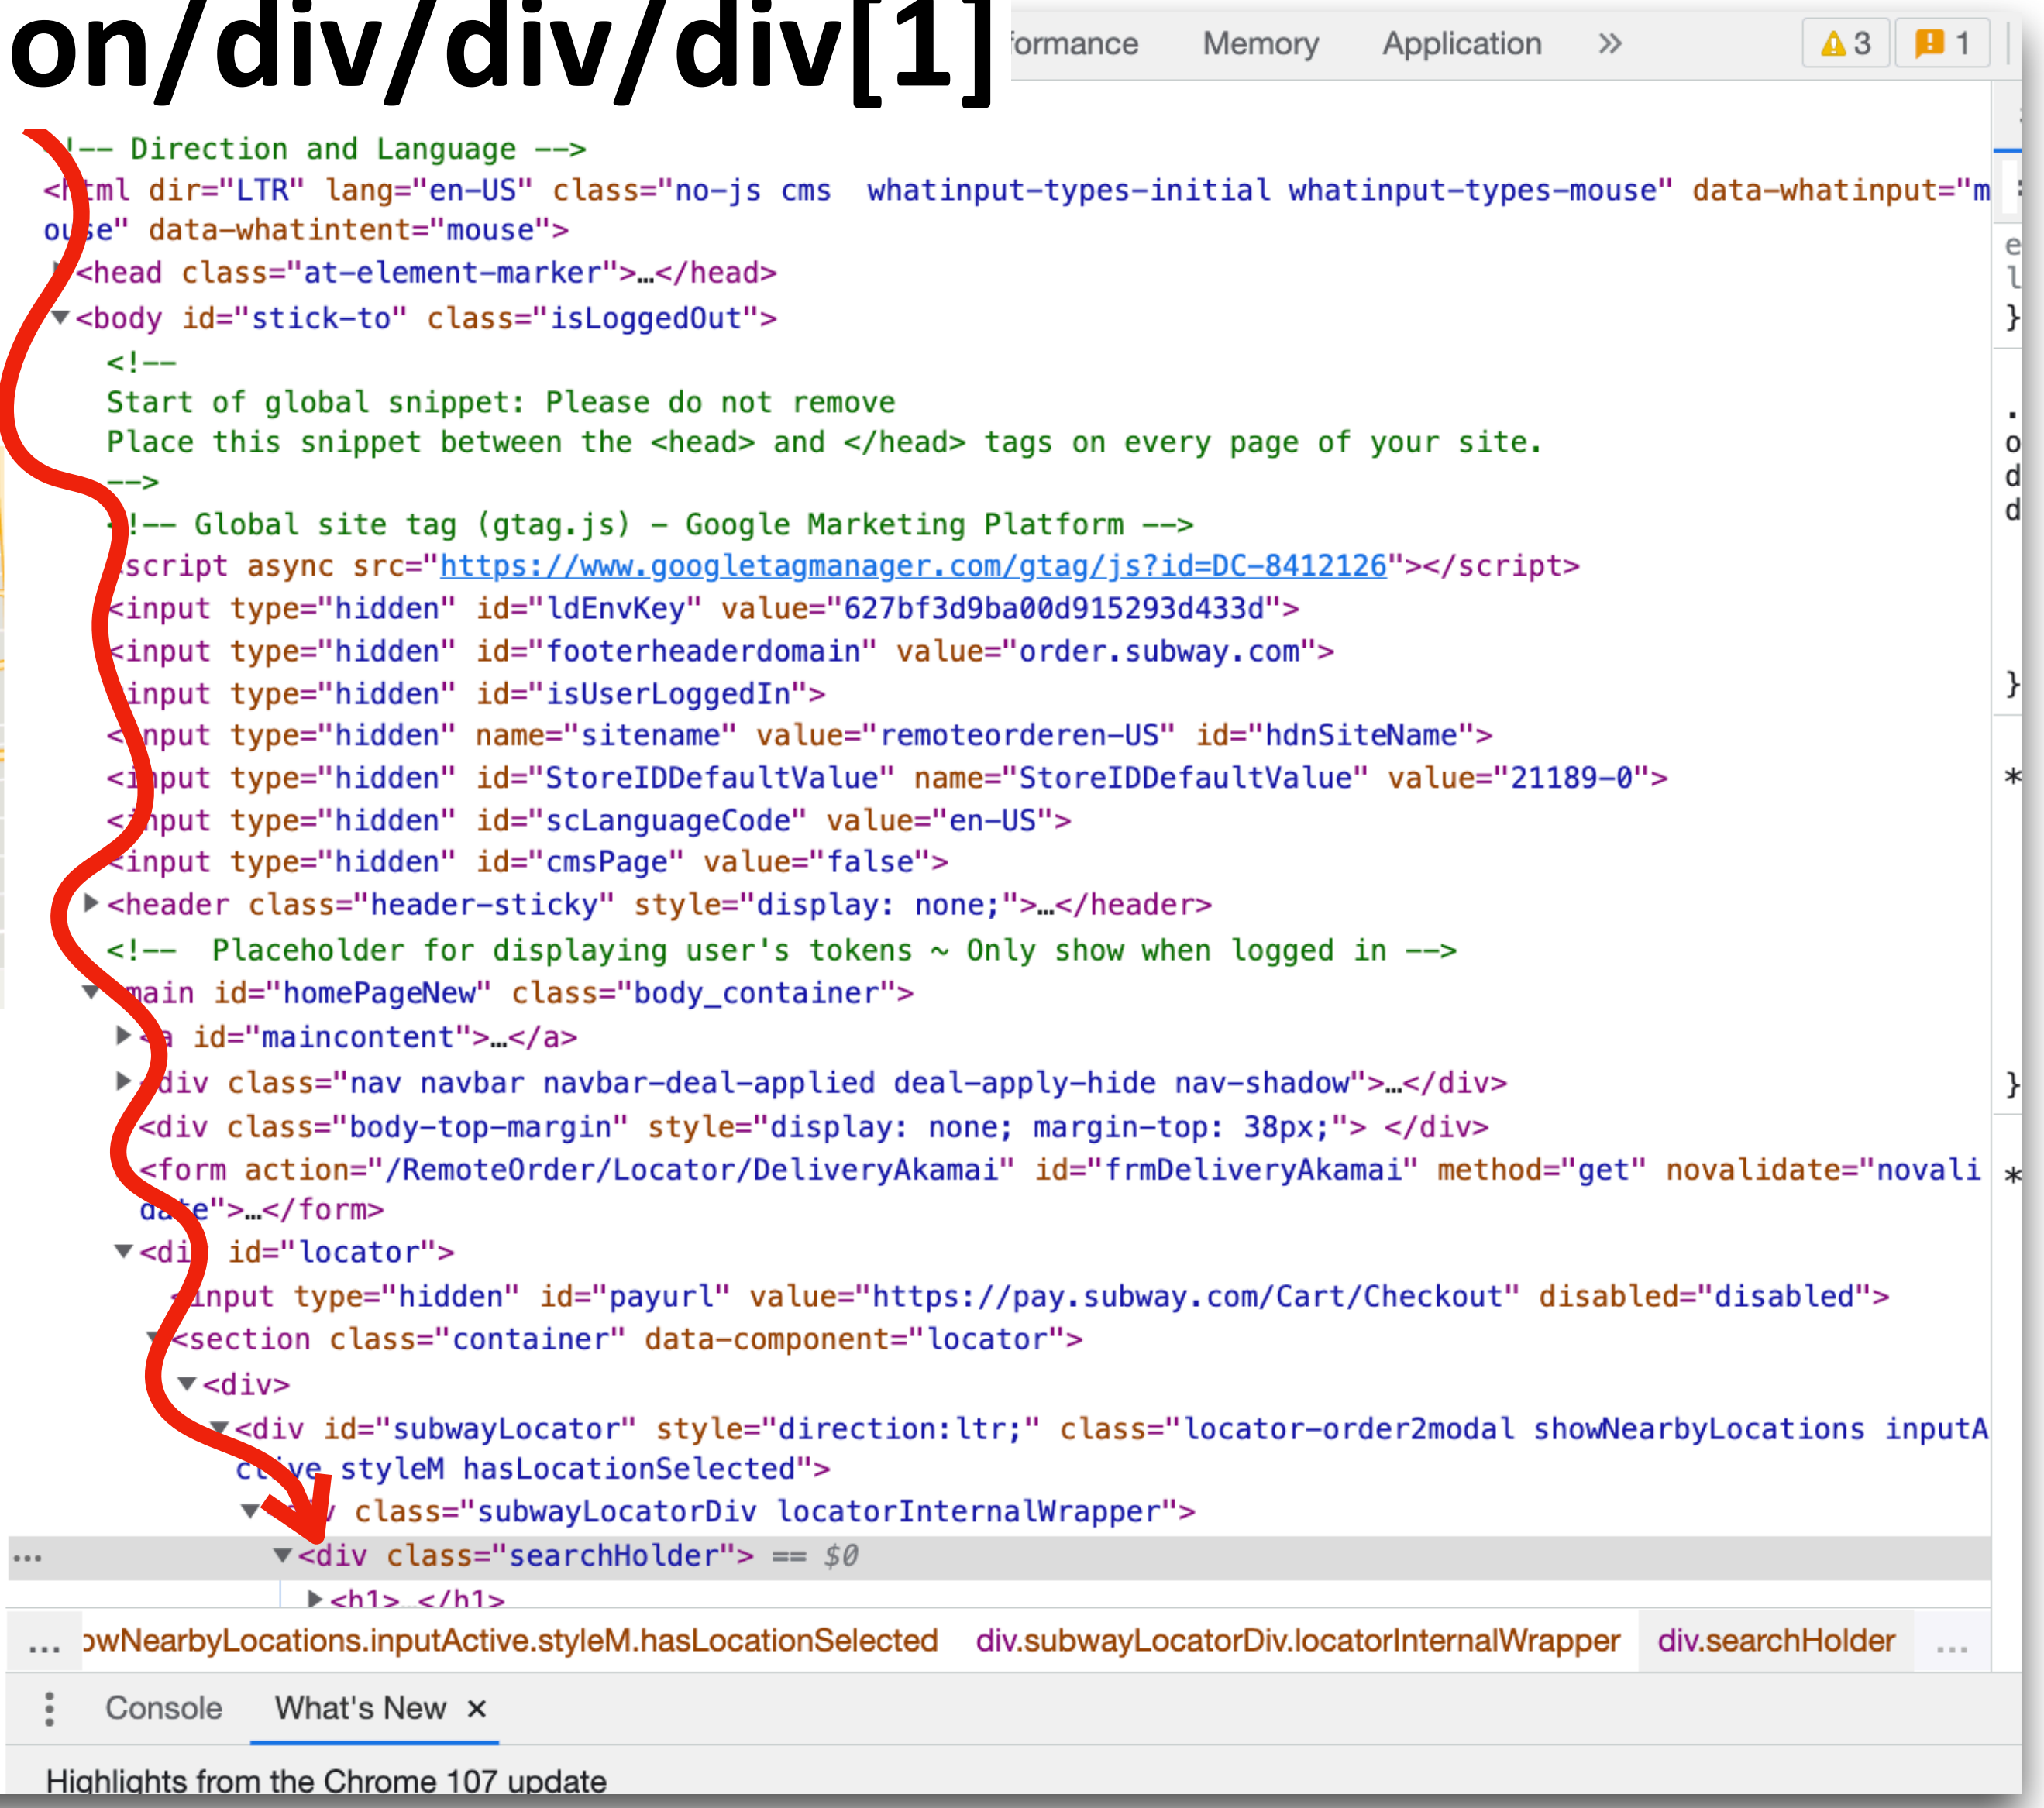 on/div/div/div[1]
formance Memory Application » 3 1
<!-- Direction and Language -->
<html dir="LTR" lang="en-US" class="no-js cms  whatinput-types-initial whatinput-types-mouse" data-whatinput="m
ouse" data-whatintent="mouse">
<head class="at-element-marker">…</head>
<body id="stick-to" class="isLoggedOut">
<!--
Start of global snippet: Please do not remove
Place this snippet between the <head> and </head> tags on every page of your site.
-->
<!-- Global site tag (gtag.js) - Google Marketing Platform -->
<script async src="https://www.googletagmanager.com/gtag/js?id=DC-8412126"></script>
<input type="hidden" id="ldEnvKey" value="627bf3d9ba00d915293d433d">
<input type="hidden" id="footerheaderdomain" value="order.subway.com">
<input type="hidden" id="isUserLoggedIn">
<input type="hidden" name="sitename" value="remoteorderen-US" id="hdnSiteName">
<input type="hidden" id="StoreIDDefaultValue" name="StoreIDDefaultValue" value="21189-0">
<input type="hidden" id="scLanguageCode" value="en-US">
<input type="hidden" id="cmsPage" value="false">
<header class="header-sticky" style="display: none;">…</header>
<!--  Placeholder for displaying user's tokens ~ Only show when logged in -->
<main id="homePageNew" class="body_container">
<a id="maincontent">…</a>
<div class="nav navbar navbar-deal-applied deal-apply-hide nav-shadow">…</div>
<div class="body-top-margin" style="display: none; margin-top: 38px;"> </div>
<form action="/RemoteOrder/Locator/DeliveryAkamai" id="frmDeliveryAkamai" method="get" novalidate="novali
date">…</form>
<div id="locator">
<input type="hidden" id="payurl" value="https://pay.subway.com/Cart/Checkout" disabled="disabled">
<section class="container" data-component="locator">
<div>
<div id="subwayLocator" style="direction:ltr;" class="locator-order2modal showNearbyLocations inputA
ctive styleM hasLocationSelected">
<div class="subwayLocatorDiv locatorInternalWrapper">
... <div class="searchHolder"> == $0
<h1>…</h1>
... owNearbyLocations.inputActive.styleM.hasLocationSelected div.subwayLocatorDiv.locatorInternalWrapper div.searchHolder ...
Console What's New ×
Highlights from the Chrome 107 update